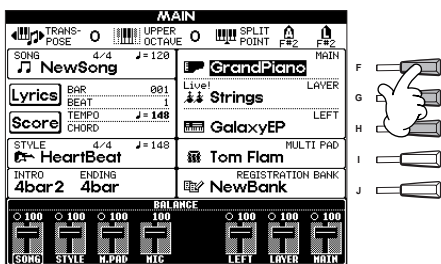 MAIN
TRANS-POSE 0 UPPER OCTAVE 0 SPLIT POINT A F#2 L F#2
SONG 4/4 ♩=120
NewSong
MAIN
GrandPiano
F
Lyrics BAR 001
BEAT 1
Live! LAYER
Strings
G
Score TEMPO ♩=148
CHORD
LEFT
GalaxyEP
H
STYLE 4/4 ♩=148
HeartBeat
MULTI PAD
Tom Flam
I
INTRO ENDING
4bar2 4bar
REGISTRATION BANK
NewBank
J
BALANCE
100 100 100 100 100 100 100
SONG STYLE M.PAD MIC LEFT LAYER MAIN